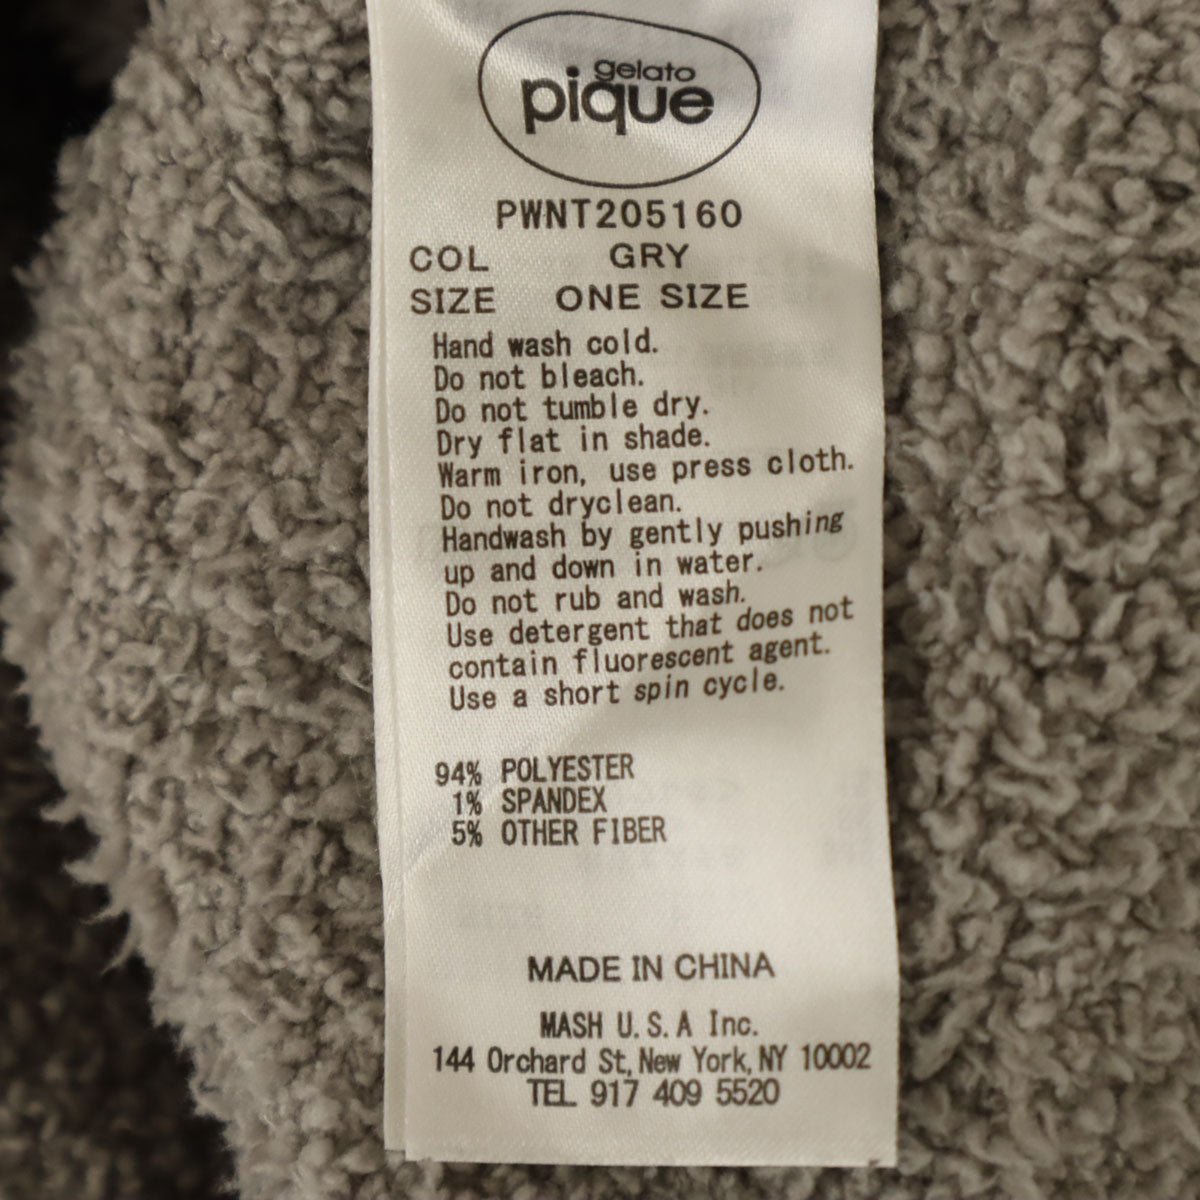 gelato
pique
PWNT205160
COL GRY
SIZE ONE SIZE
Hand wash cold.
Do not bleach.
Do not tumble dry.
Dry flat in shade.
Warm iron, use press cloth.
Do not dryclean.
Handwash by gently pushing
up and down in water.
Do not rub and wash.
Use detergent that does not
contain fluorescent agent.
Use a short spin cycle.
94% POLYESTER
1% SPANDEX
5% OTHER FIBER
MADE IN CHINA
MASH U.S.A Inc.
144 Orchard St, New York, NY 10002
TEL 917 409 5520